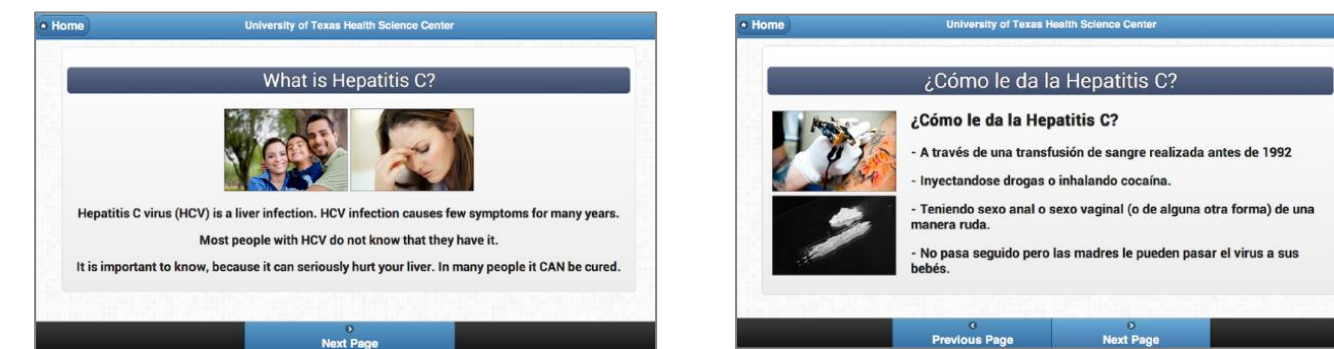 Home
University of Texas Health Science Center
What is Hepatitis C?
Hepatitis C virus (HCV) is a liver infection. HCV infection causes few symptoms for many years.
Most people with HCV do not know that they have it.
It is important to know, because it can seriously hurt your liver. In many people it CAN be cured.
Next Page
Home
University of Texas Health Science Center
¿Cómo le da la Hepatitis C?
¿Cómo le da la Hepatitis C?
- A través de una transfusión de sangre realizada antes de 1992
- Inyectandose drogas o inhalando cocaína.
- Teniendo sexo anal o sexo vaginal (o de alguna otra forma) de una
manera ruda.
- No pasa seguido pero las madres le pueden pasar el virus a sus
bebés.
Previous Page
Next Page